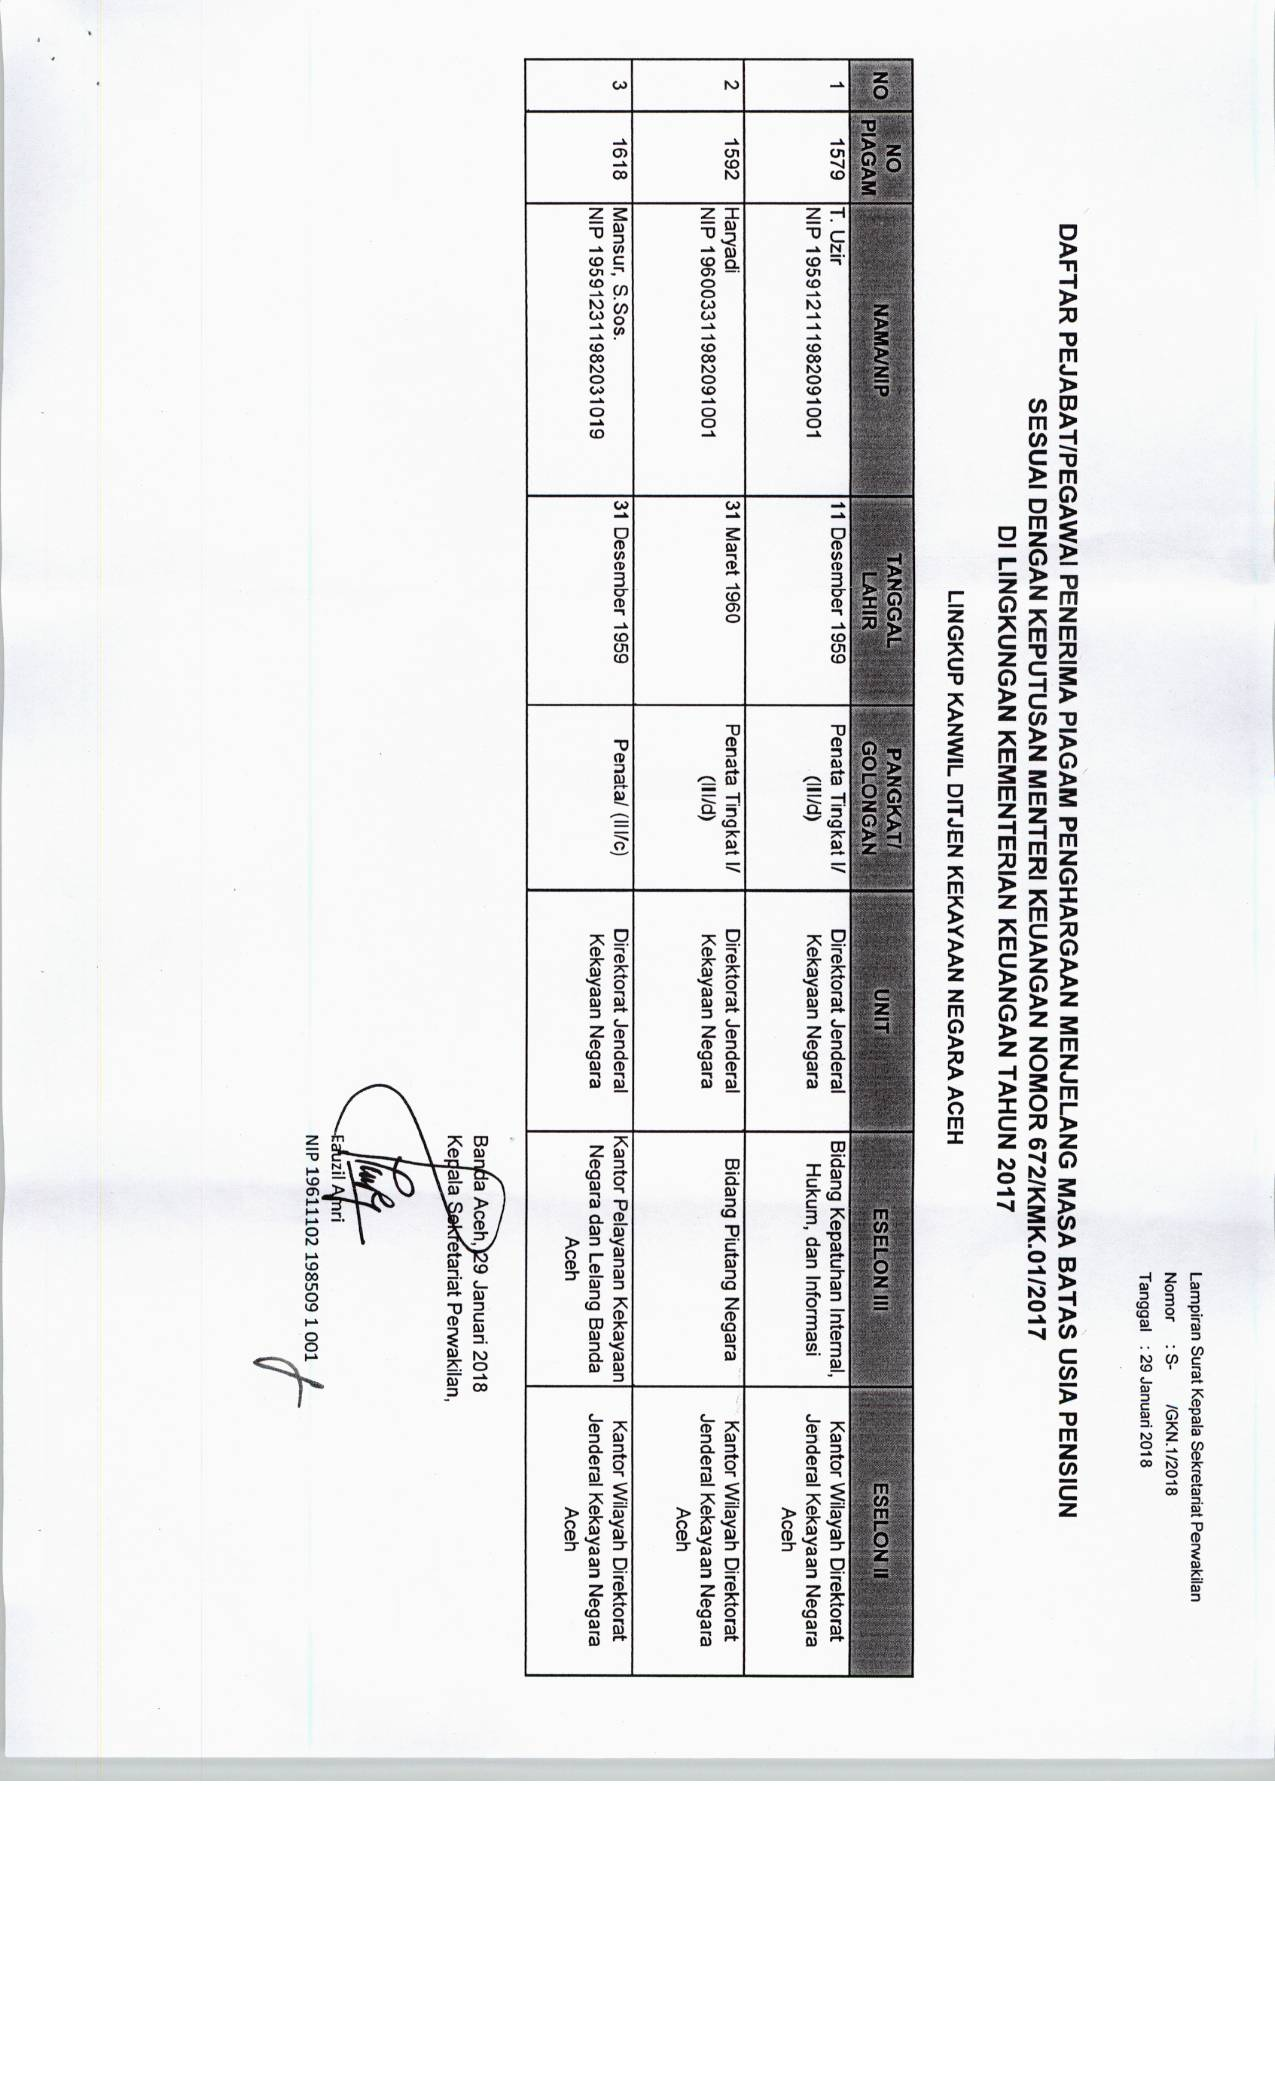 Lampiran Surat Kepala Sekretariat Perwakilan
Nomor : S- /GKN.1/2018
Tanggal : 29 Januari 2018
DAFTAR PEJABAT/PEGAWAI PENERIMA PIAGAM PENGHARGAAN MENJELANG MASA BATAS USIA PENSIUN
SESUAI DENGAN KEPUTUSAN MENTERI KEUANGAN NOMOR 672/KMK.01/2017
DI LINGKUNGAN KEMENTERIAN KEUANGAN TAHUN 2017
LINGKUP KANWIL DITJEN KEKAYAAN NEGARA ACEH
NO
NO
PIAGAM
NAMA/NIP
TANGGAL
LAHIR
PANGKAT/
GOLONGAN
UNIT
ESELON III
ESELON II
1
1579
T. Uzir
NIP 195912111982091001
11 Desember 1959
Penata Tingkat I/
(III/d)
Direktorat Jenderal
Kekayaan Negara
Bidang Kepatuhan Internal,
Hukum, dan Informasi
Kantor Wilayah Direktorat
Jenderal Kekayaan Negara
Aceh
2
1592
Haryadi
NIP 196003311982091001
31 Maret 1960
Penata Tingkat I/
(III/d)
Direktorat Jenderal
Kekayaan Negara
Bidang Piutang Negara
Kantor Wilayah Direktorat
Jenderal Kekayaan Negara
Aceh
3
1618
Mansur, S.Sos.
NIP 195912311982031019
31 Desember 1959
Penata/ (III/c)
Direktorat Jenderal
Kekayaan Negara
Kantor Pelayanan Kekayaan
Negara dan Lelang Banda
Aceh
Kantor Wilayah Direktorat
Jenderal Kekayaan Negara
Aceh
Banda Aceh, 29 Januari 2018
Kepala Sekretariat Perwakilan,
Fauzil Amri
NIP 19611102 198509 1 001